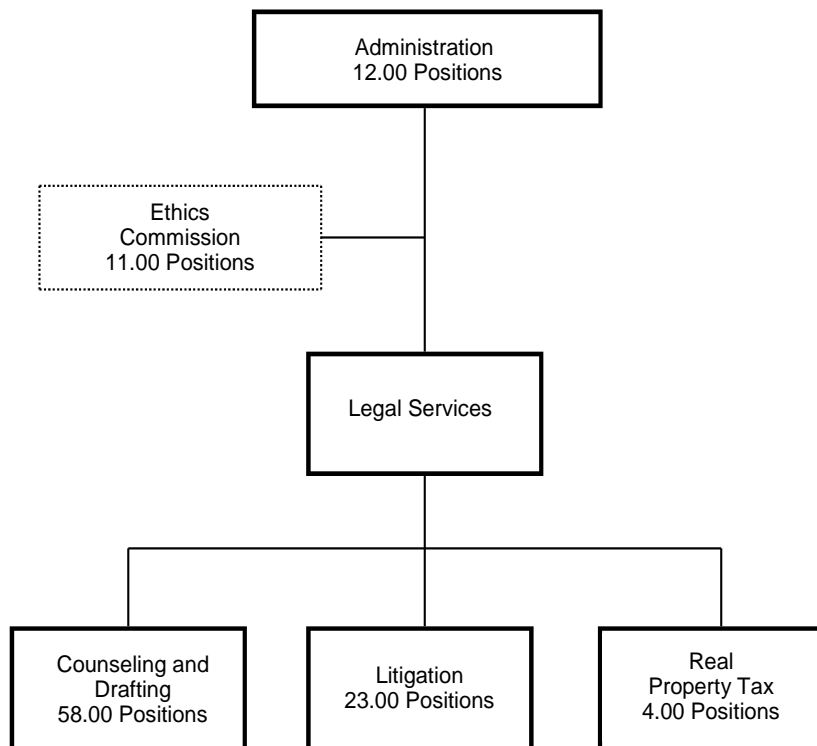 Administration
12.00 Positions
Ethics
Commission
11.00 Positions
Legal Services
Counseling and
Drafting
58.00 Positions
Litigation
23.00 Positions
Real
Property Tax
4.00 Positions